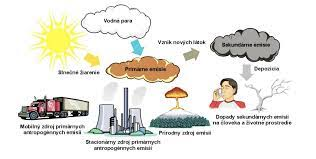 Vodná para
Vznik nových látok
Sekundárne emisie
Slnečné žiarenie
Primárne emisie
Depozícia
Mobilný zdroj primárnych
antropogénnych emisií
Stacionárny zdroj primárnych
antropogénnych emisií
Prírodný zdroj emisií
Dopady sekundárnych emisií
na človeka a životné prostredie